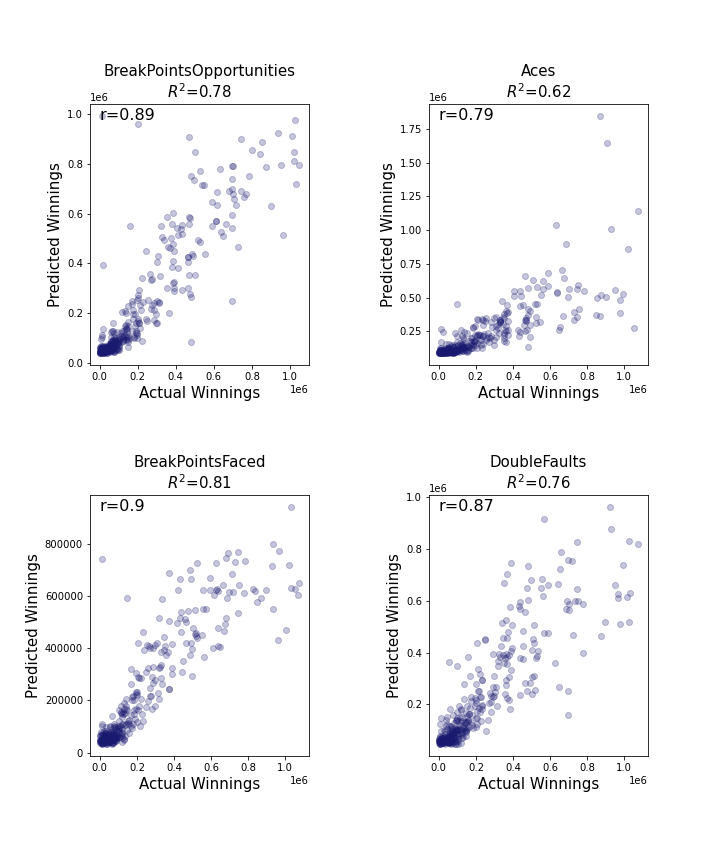 BreakPointsOpportunities
R²=0.78
1e6
r=0.89
1.0
0.8
0.6
0.4
0.2
0.0
Predicted Winnings
0.0 0.2 0.4 0.6 0.8 1.0
1e6
Actual Winnings
Aces
R²=0.62
1e6
r=0.79
1.75
1.50
1.25
1.00
0.75
0.50
0.25
Predicted Winnings
0.0 0.2 0.4 0.6 0.8 1.0
1e6
Actual Winnings
BreakPointsFaced
R²=0.81
r=0.9
800000
600000
400000
200000
0
Predicted Winnings
0.0 0.2 0.4 0.6 0.8 1.0
1e6
Actual Winnings
DoubleFaults
R²=0.76
1e6
r=0.87
1.0
0.8
0.6
0.4
0.2
Predicted Winnings
0.0 0.2 0.4 0.6 0.8 1.0
1e6
Actual Winnings